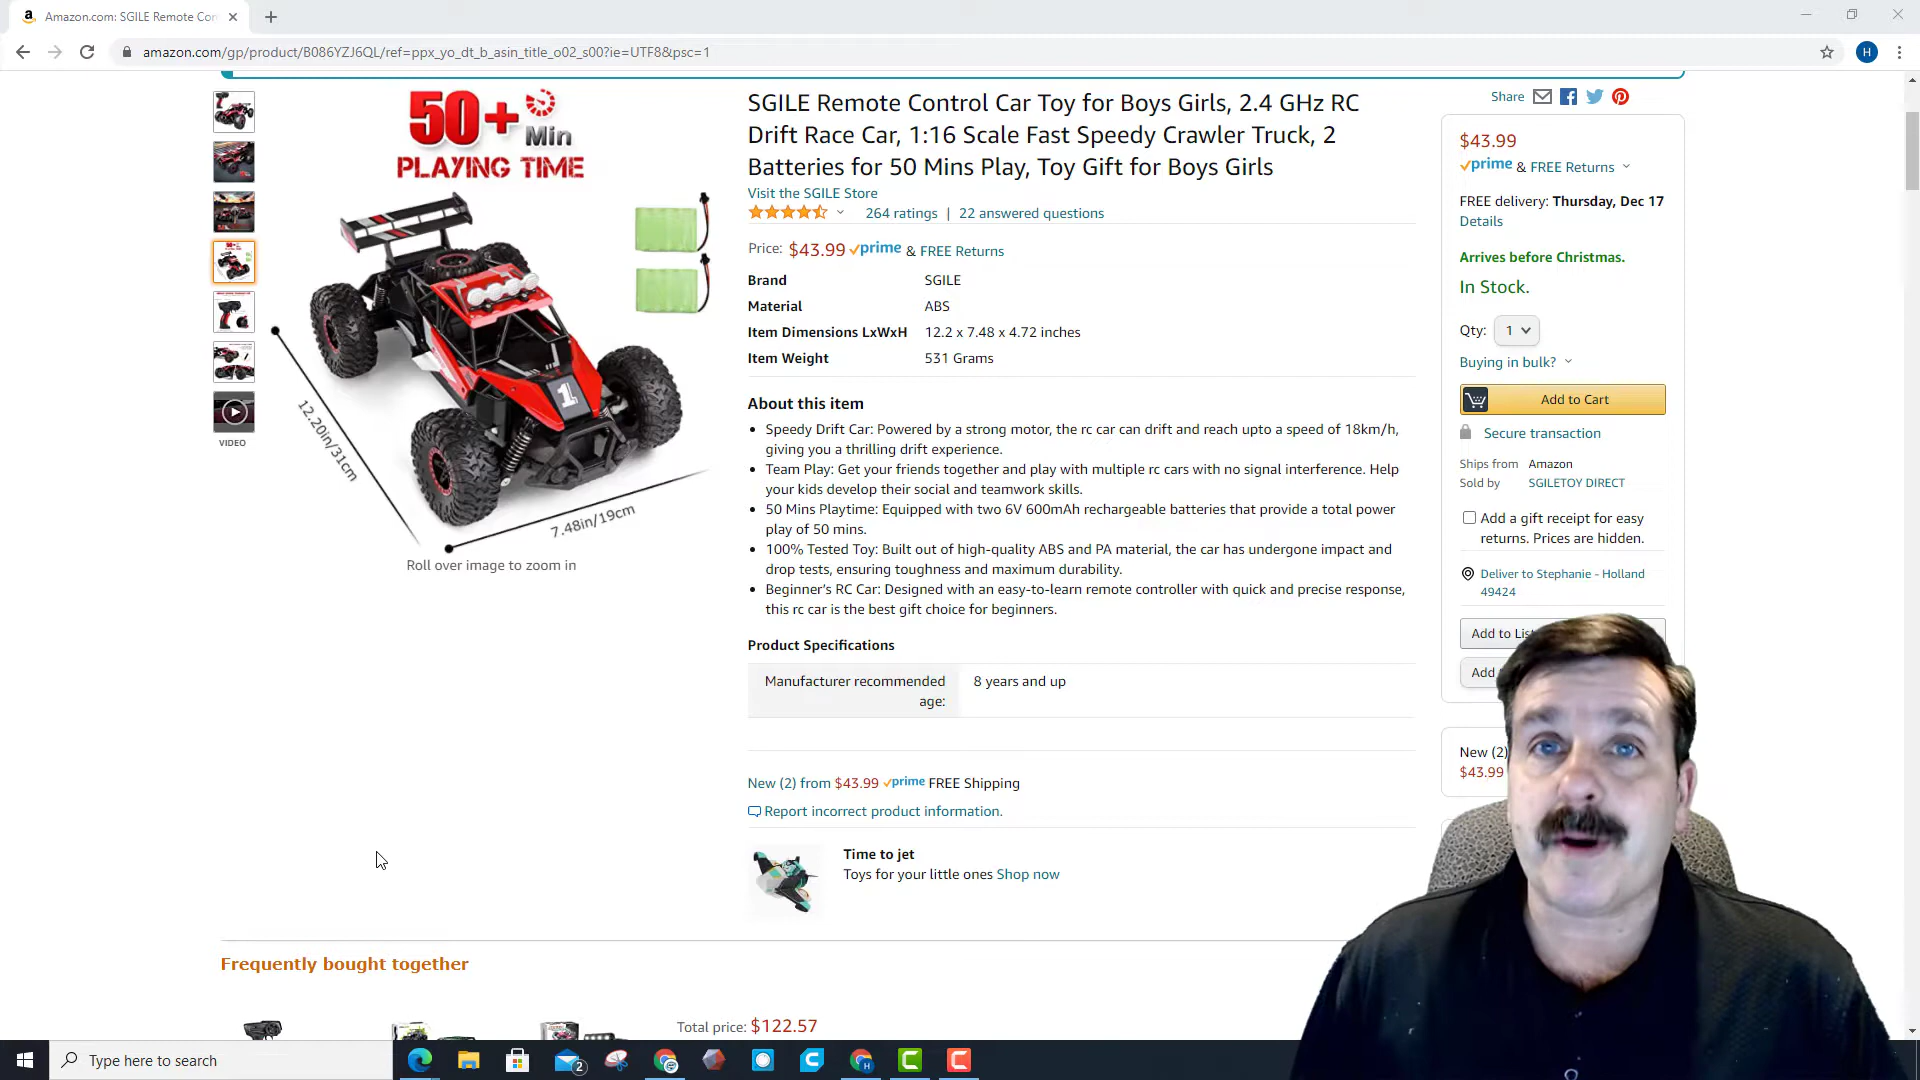 Amazon.com: SGILE Remote Con
amazon.com/gp/product/B086YZJ6QL/ref=ppx_yo_dt_b_asin_title_o02_s00?ie=UTF8&psc=1
H
50+ Min
PLAYING TIME
12.20in/31cm
7.48in/19cm
1
Roll over image to zoom in
VIDEO
SGILE Remote Control Car Toy for Boys Girls, 2.4 GHz RC
Drift Race Car, 1:16 Scale Fast Speedy Crawler Truck, 2
Batteries for 50 Mins Play, Toy Gift for Boys Girls
Visit the SGILE Store
264 ratings | 22 answered questions
Price: $43.99 prime & FREE Returns
Brand SGILE
Material ABS
Item Dimensions LxWxH 12.2 x 7.48 x 4.72 inches
Item Weight 531 Grams
About this item
• Speedy Drift Car: Powered by a strong motor, the rc car can drift and reach upto a speed of 18km/h,
giving you a thrilling drift experience.
• Team Play: Get your friends together and play with multiple rc cars with no signal interference. Help
your kids develop their social and teamwork skills.
• 50 Mins Playtime: Equipped with two 6V 600mAh rechargeable batteries that provide a total power
play of 50 mins.
• 100% Tested Toy: Built out of high-quality ABS and PA material, the car has undergone impact and
drop tests, ensuring toughness and maximum durability.
• Beginner's RC Car: Designed with an easy-to-learn remote controller with quick and precise response,
this rc car is the best gift choice for beginners.
Product Specifications
Manufacturer recommended 8 years and up
age:
New (2) from $43.99 prime FREE Shipping
Report incorrect product information.
Time to jet
Toys for your little ones Shop now
Share
$43.99
prime & FREE Returns
FREE delivery: Thursday, Dec 17
Details
Arrives before Christmas.
In Stock.
Qty: 1
Buying in bulk?
Add to Cart
Secure transaction
Ships from Amazon
Sold by SGILETOY DIRECT
Add a gift receipt for easy
returns. Prices are hidden.
Deliver to Stephanie - Holland
49424
Add to List
Add
New (2)
$43.99
Frequently bought together
Total price: $122.57
Type here to search
2
H